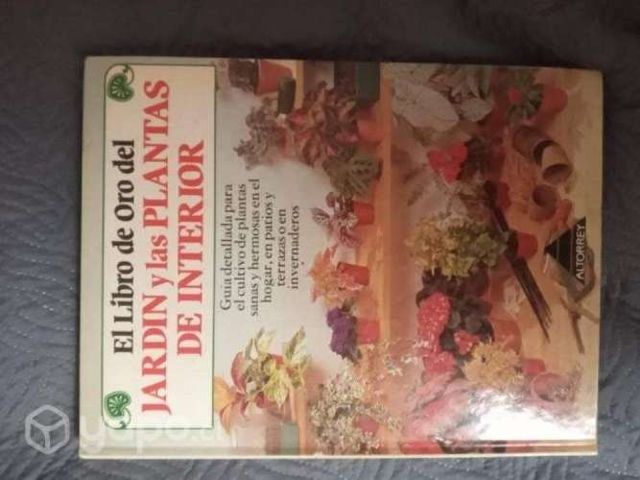 El Libro de Oro del
JARDIN y las PLANTAS
DE INTERIOR
Guía detallada para
el cultivo de plantas
sanas y hermosas en el
hogar, en patios y
terrazas o en
invernaderos
ALTORREY
yapo.cl